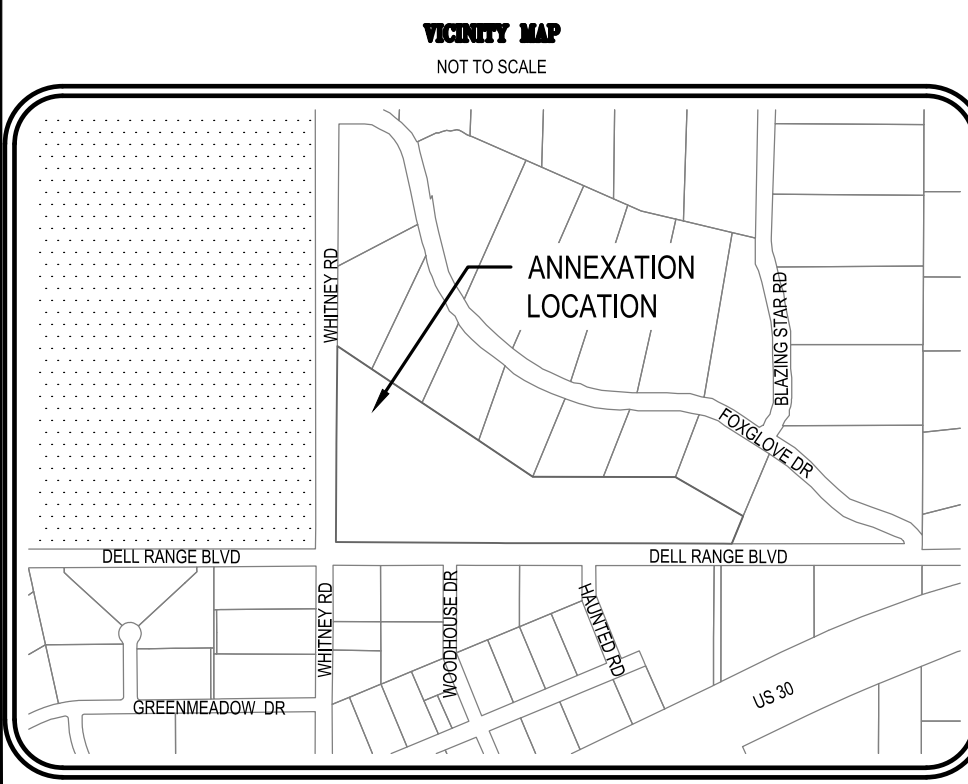 VICINITY MAP
NOT TO SCALE
WHITNEY RD
ANNEXATION
LOCATION
BLAZING STAR RD
FOXGLOVE DR
DELL RANGE BLVD
DELL RANGE BLVD
WHITNEY RD
WOODHOUSE DR
HAUNTED RD
US 30
GREENMEADOW DR